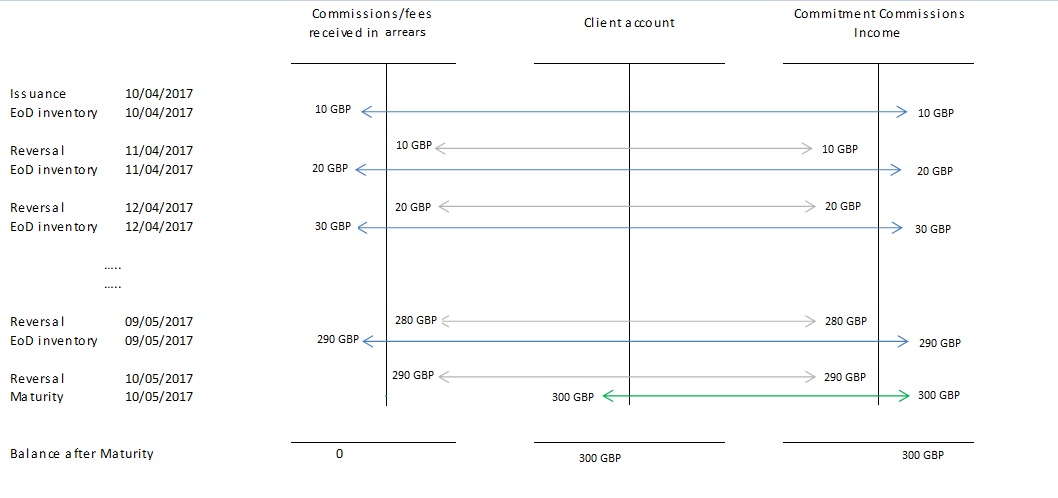 Commissions/fees
received in arrears
Client account
Commitment Commissions
Income
Issuance 10/04/2017
EoD inventory 10/04/2017 10 GBP 10 GBP
Reversal 11/04/2017 10 GBP 10 GBP
EoD inventory 11/04/2017 20 GBP 20 GBP
Reversal 12/04/2017 20 GBP 20 GBP
EoD inventory 12/04/2017 30 GBP 30 GBP
.....
.....
Reversal 09/05/2017 280 GBP 280 GBP
EoD inventory 09/05/2017 290 GBP 290 GBP
Reversal 10/05/2017 290 GBP 290 GBP
Maturity 10/05/2017 300 GBP 300 GBP
Balance after Maturity 0 300 GBP 300 GBP